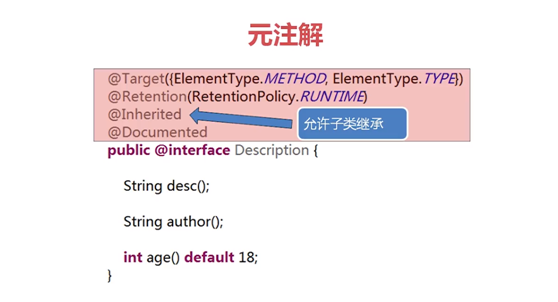 元注解
@Target({ElementType.METHOD, ElementType.TYPE})
@Retention(RetentionPolicy.RUNTIME)
@Inherited
允许子类继承
@Documented
public @interface Description {
String desc();
String author();
int age() default 18;
}